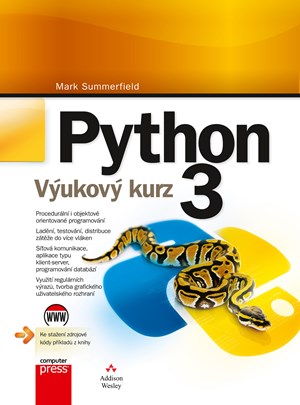 Mark Summerfield
Python
Výukový kurz 3
Procedurální i objektově
orientované programování
Ladění, testování, distribuce
zátěže do více vláken
Síťová komunikace,
aplikace typu
klient-server,
programování databází
Využití regulárních
výrazů, tvorba grafického
uživatelského rozhraní
WWW
Ke stažení zdrojové
kódy příkladů z knihy
computer
press
Addison
Wesley